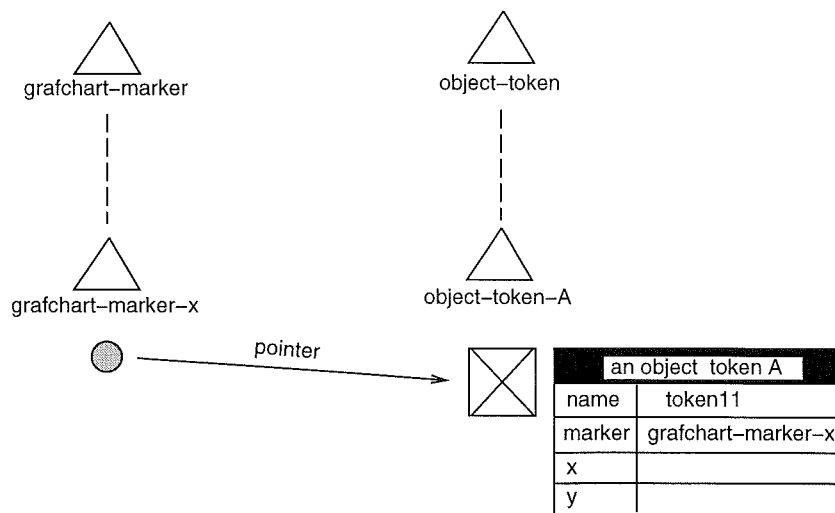 grafchart-marker
object-token
grafchart-marker-x
object-token-A
pointer
an object token A
name token11
marker grafchart-marker-x
x
y